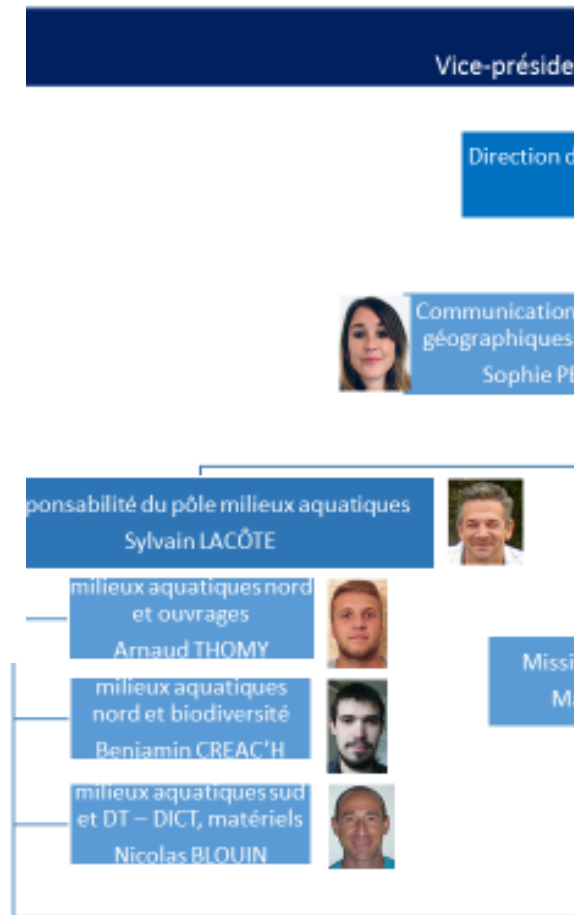 Vice-préside
Direction d
Communication
géographiques
Sophie PE
ponsabilité du pôle milieux aquatiques
Sylvain LACÔTE
milieux aquatiques nord
et ouvrages
Arnaud THOMY
milieux aquatiques
nord et biodiversité
Benjamin CREAC'H
milieux aquatiques sud
et DT – DICT, matériels
Nicolas BLOUIN
Missi
Ma